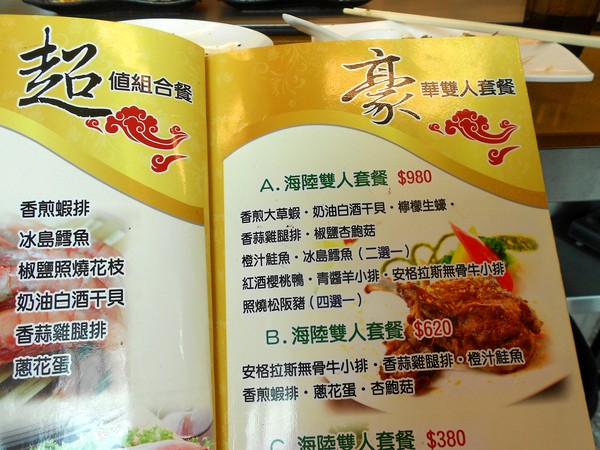 超值組合餐
香煎蝦排
冰島鱈魚
椒鹽照燒花枝
奶油白酒干貝
香蒜雞腿排
蔥花蛋
豪華雙人套餐
A. 海陸雙人套餐 $980
香煎大草蝦・奶油白酒干貝・檸檬生蠔・
香蒜雞腿排・椒鹽杏鮑菇
橙汁鮭魚・冰島鱈魚（二選一）
紅酒櫻桃鴨・青醬羊小排・安格拉斯無骨牛小排
照燒松阪豬（四選一）
B. 海陸雙人套餐 $620
安格拉斯無骨牛小排・香蒜雞腿排・橙汁鮭魚
香煎蝦排・蔥花蛋・杏鮑菇
C. 海陸雙人套餐 $380